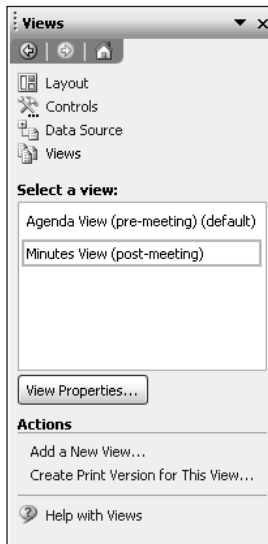 Views
Layout
Controls
Data Source
Views
Select a view:
Agenda View (pre-meeting) (default)
Minutes View (post-meeting)
View Properties...
Actions
Add a New View...
Create Print Version for This View...
Help with Views